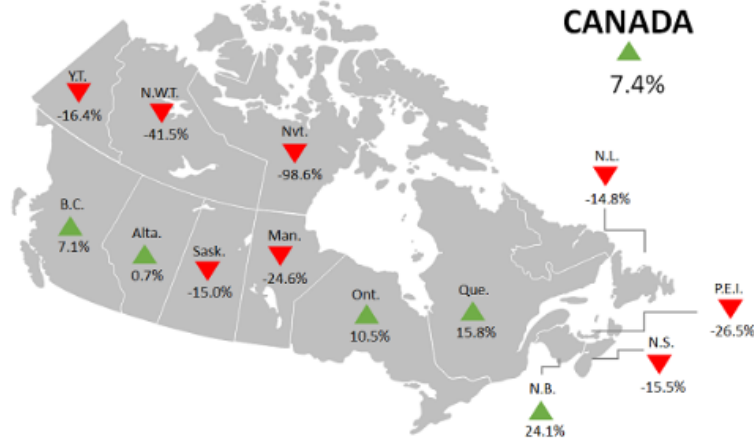 CANADA
7.4%
Y.T.
-16.4%
N.W.T.
-41.5%
Nvt.
-98.6%
N.L.
-14.8%
B.C.
7.1%
Alta.
0.7%
Sask.
-15.0%
Man.
-24.6%
Ont.
10.5%
Que.
15.8%
P.E.I.
-26.5%
N.S.
-15.5%
N.B.
24.1%